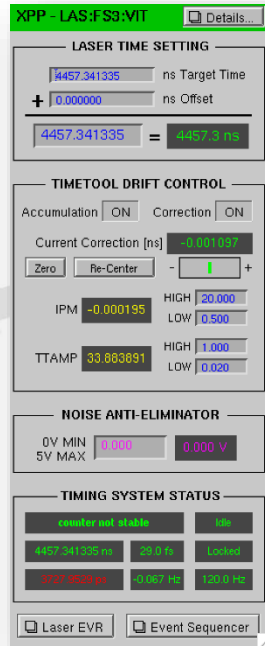 XPP - LAS:FS3:VIT Details...
LASER TIME SETTING
4457.341335 ns Target Time
+ 0.000000 ns Offset
4457.341335 = 4457.3 ns
TIMETOOL DRIFT CONTROL
Accumulation ON Correction ON
Current Correction [ns] -0.001097
Zero Re-Center - +
IPM -0.000195 HIGH 20.000
LOW 0.500
TTAMP 33.883891 HIGH 1.000
LOW 0.020
NOISE ANTI-ELIMINATOR
0V MIN
5V MAX 0.000 0.000 V
TIMING SYSTEM STATUS
counter not stable Idle
4457.341335 ns 29.0 fs Locked
-0.067 Hz 120.0 Hz
Laser EVR Event Sequencer